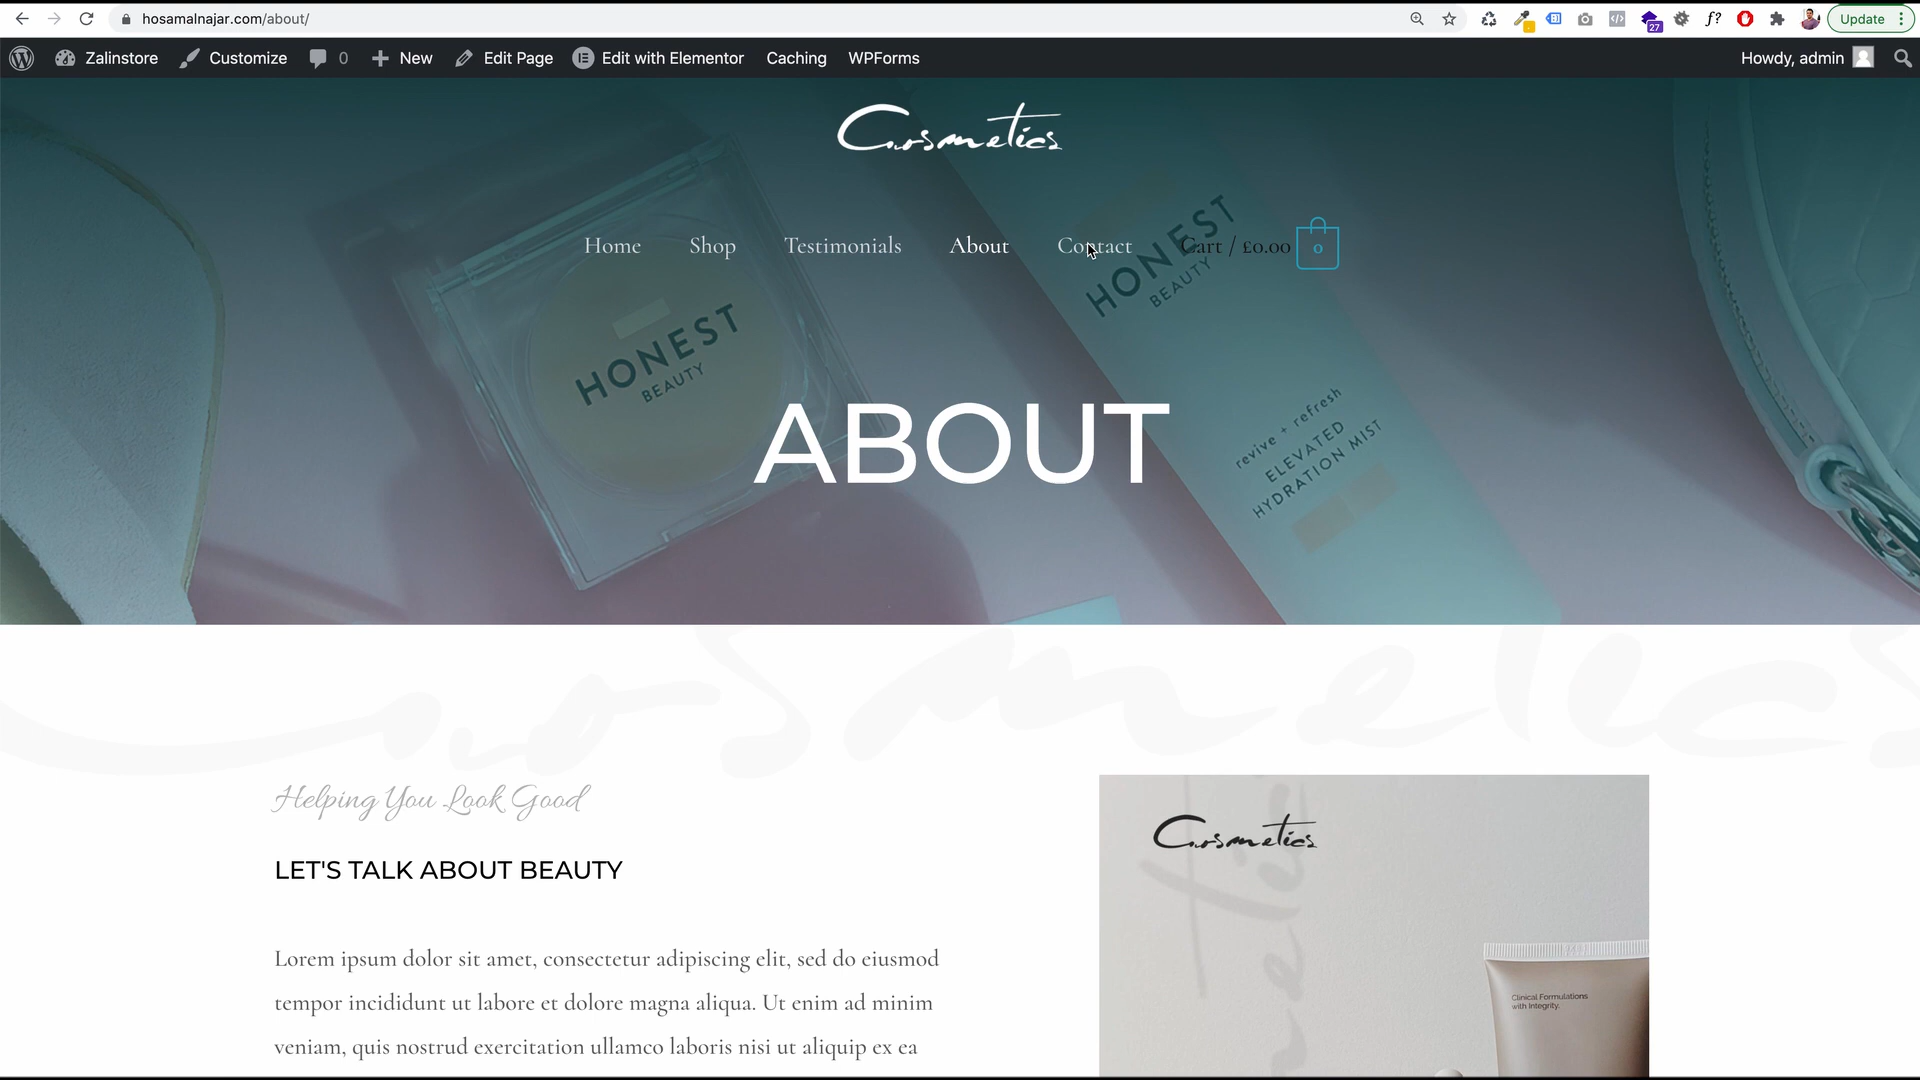 hosamalnajar.com/about/
Update
27
f?
Zalinstore
Customize
0
New
Edit Page
Edit with Elementor
Caching
WPForms
Howdy, admin
Cosmetics
Home
Shop
Testimonials
About
Contact
Cart / £0.00
0
HONEST
BEAUTY
HONEST
BEAUTY
revive + refresh
ELEVATED
HYDRATION MIST
ABOUT
Cosmetics
Helping You Look Good
LET'S TALK ABOUT BEAUTY
Lorem ipsum dolor sit amet, consectetur adipiscing elit, sed do eiusmod
tempor incididunt ut labore et dolore magna aliqua. Ut enim ad minim
veniam, quis nostrud exercitation ullamco laboris nisi ut aliquip ex ea
Cosmetics
Clinical Formulations
with Integrity.